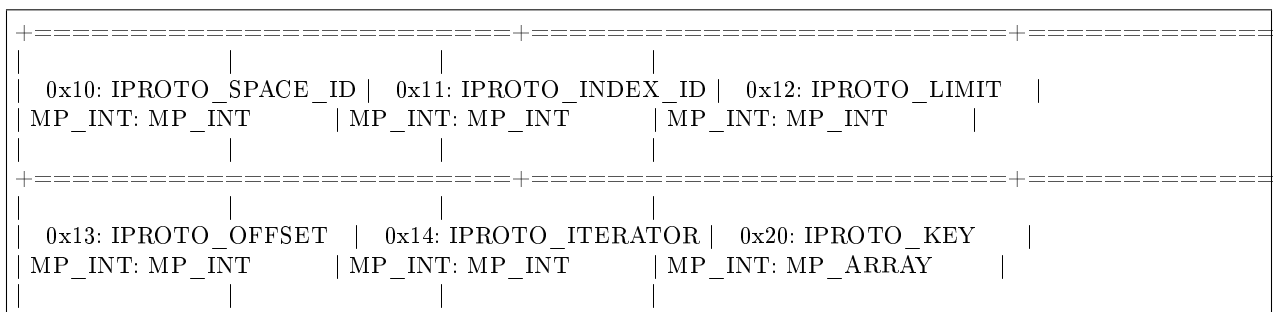 +=========================+=========================+=============
| | | |
| 0x10: IPROTO_SPACE_ID | 0x11: IPROTO_INDEX_ID | 0x12: IPROTO_LIMIT |
| MP_INT: MP_INT | MP_INT: MP_INT | MP_INT: MP_INT |
| | | |
+=========================+=========================+=============
| | | |
| 0x13: IPROTO_OFFSET | 0x14: IPROTO_ITERATOR | 0x20: IPROTO_KEY |
| MP_INT: MP_INT | MP_INT: MP_INT | MP_INT: MP_ARRAY |
| | | |